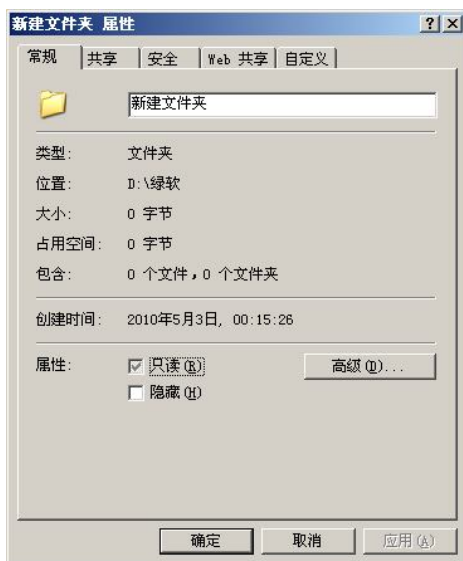 新建文件夹 属性
常规 共享 安全 Web 共享 自定义
新建文件夹
类型: 文件夹
位置: D:\绿软
大小: 0 字节
占用空间: 0 字节
包含: 0 个文件，0 个文件夹
创建时间: 2010年5月3日, 00:15:26
属性: 只读(R) 高级(D)...
隐藏(H)
确定 取消 应用(A)